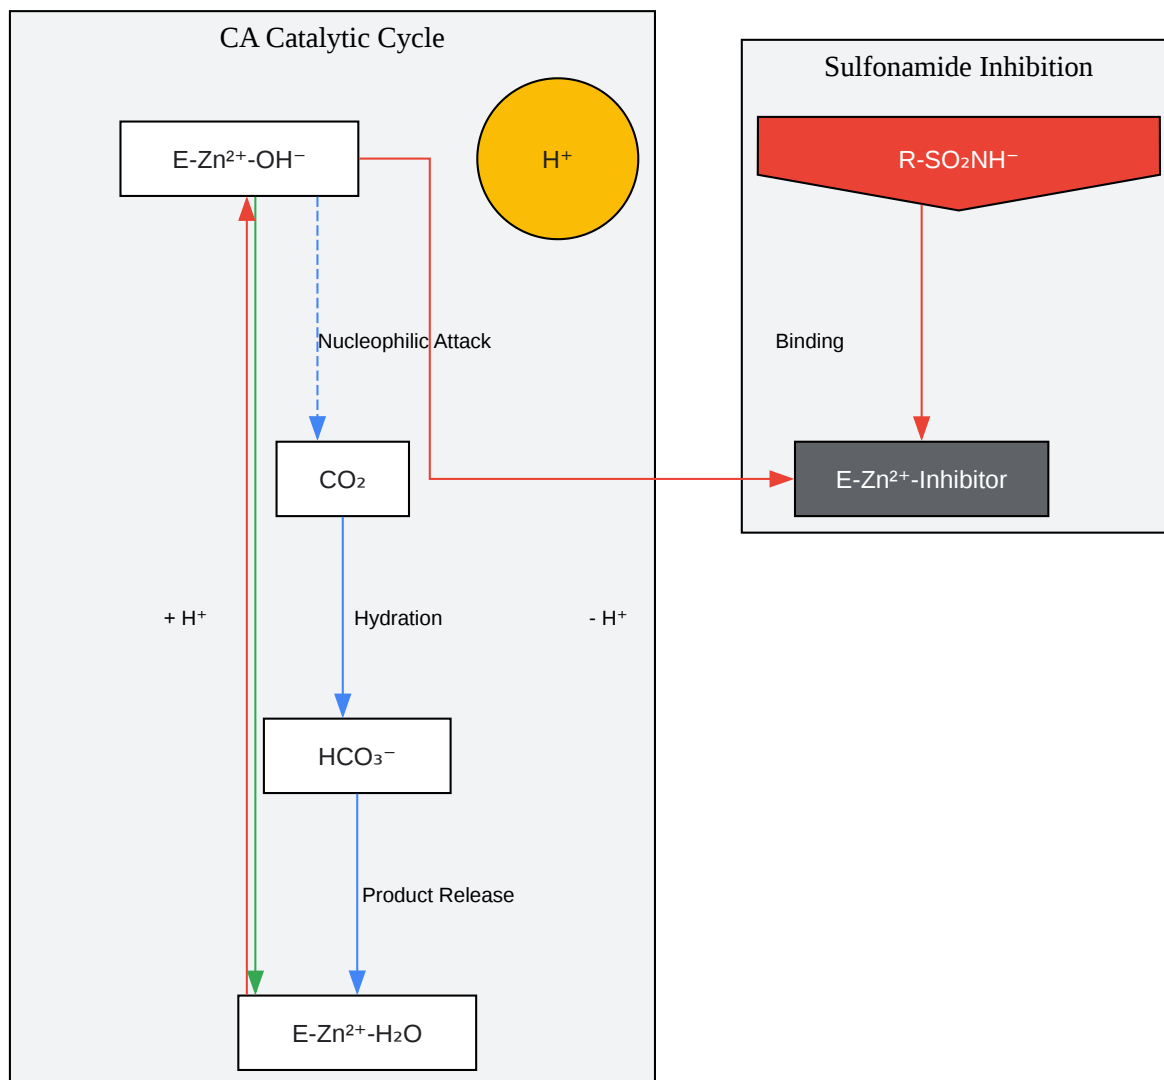 CA Catalytic Cycle
E-Zn²⁺-OH⁻
H⁺
Nucleophilic Attack
CO₂
+ H⁺
Hydration
- H⁺
HCO₃⁻
Product Release
E-Zn²⁺-H₂O
Sulfonamide Inhibition
R-SO₂NH⁻
Binding
E-Zn²⁺-Inhibitor